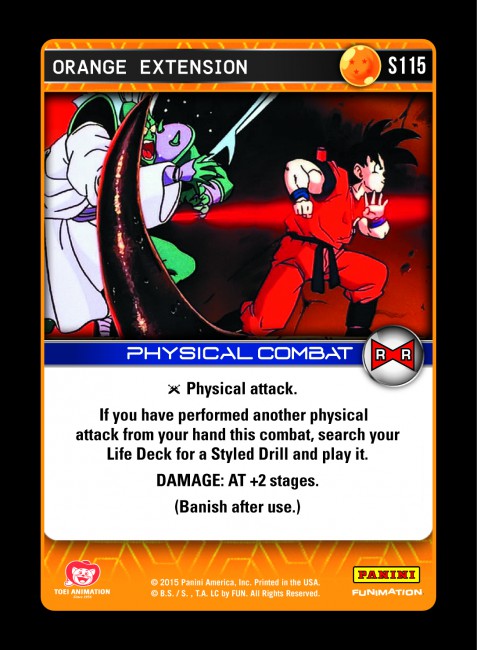 ORANGE EXTENSION
S115
PHYSICAL COMBAT
R R
Physical attack.
If you have performed another physical
attack from your hand this combat, search your
Life Deck for a Styled Drill and play it.
DAMAGE: AT +2 stages.
(Banish after use.)
TOEI ANIMATION
© 2015 Panini America, Inc. Printed in the USA.
© B.S. / S. , T.A. LC by FUN. All Rights Reserved.
PANINI
FUNIMATION